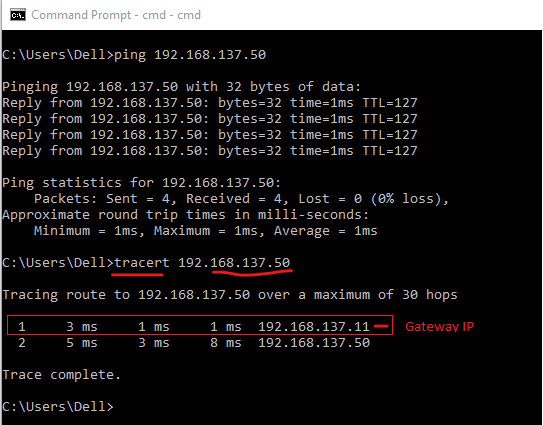 Command Prompt - cmd - cmd
C:\Users\Dell>ping 192.168.137.50
Pinging 192.168.137.50 with 32 bytes of data:
Reply from 192.168.137.50: bytes=32 time=1ms TTL=127
Reply from 192.168.137.50: bytes=32 time=1ms TTL=127
Reply from 192.168.137.50: bytes=32 time=1ms TTL=127
Reply from 192.168.137.50: bytes=32 time=1ms TTL=127
Ping statistics for 192.168.137.50:
Packets: Sent = 4, Received = 4, Lost = 0 (0% loss),
Approximate round trip times in milli-seconds:
Minimum = 1ms, Maximum = 1ms, Average = 1ms
C:\Users\Dell>tracert 192.168.137.50
Tracing route to 192.168.137.50 over a maximum of 30 hops
1 3 ms 1 ms 1 ms 192.168.137.11 Gateway IP
2 5 ms 3 ms 8 ms 192.168.137.50
Trace complete.
C:\Users\Dell>